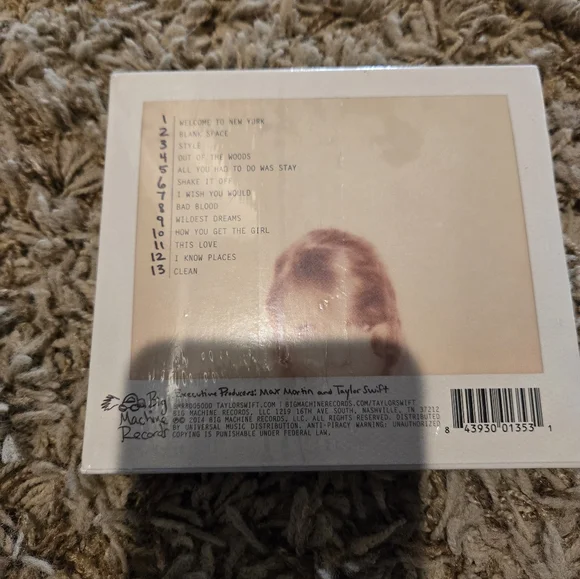 1 WELCOME TO NEW YORK
2 BLANK SPACE
3 STYLE
4 OUT OF THE WOODS
5 ALL YOU HAD TO DO WAS STAY
6 SHAKE IT OFF
7 I WISH YOU WOULD
8 BAD BLOOD
9 WILDEST DREAMS
10 HOW YOU GET THE GIRL
11 THIS LOVE
12 I KNOW PLACES
13 CLEAN
Big Machine Records
Executive Producers: Max Martin and Taylor Swift
TAYLORSWIFT.COM | BIGMACHINERECORDS.COM/TAYLORSWIFT
BIG MACHINE RECORDS, LLC 1219 16TH AVE SOUTH, NASHVILLE, TN 37212
℗© 2014 BIG MACHINE RECORDS, LLC. ALL RIGHTS RESERVED. DISTRIBUTED
BY UNIVERSAL MUSIC DISTRIBUTION. ANTI-PIRACY WARNING: UNAUTHORIZED
COPYING IS PUNISHABLE UNDER FEDERAL LAW.
8 43930 01353 1